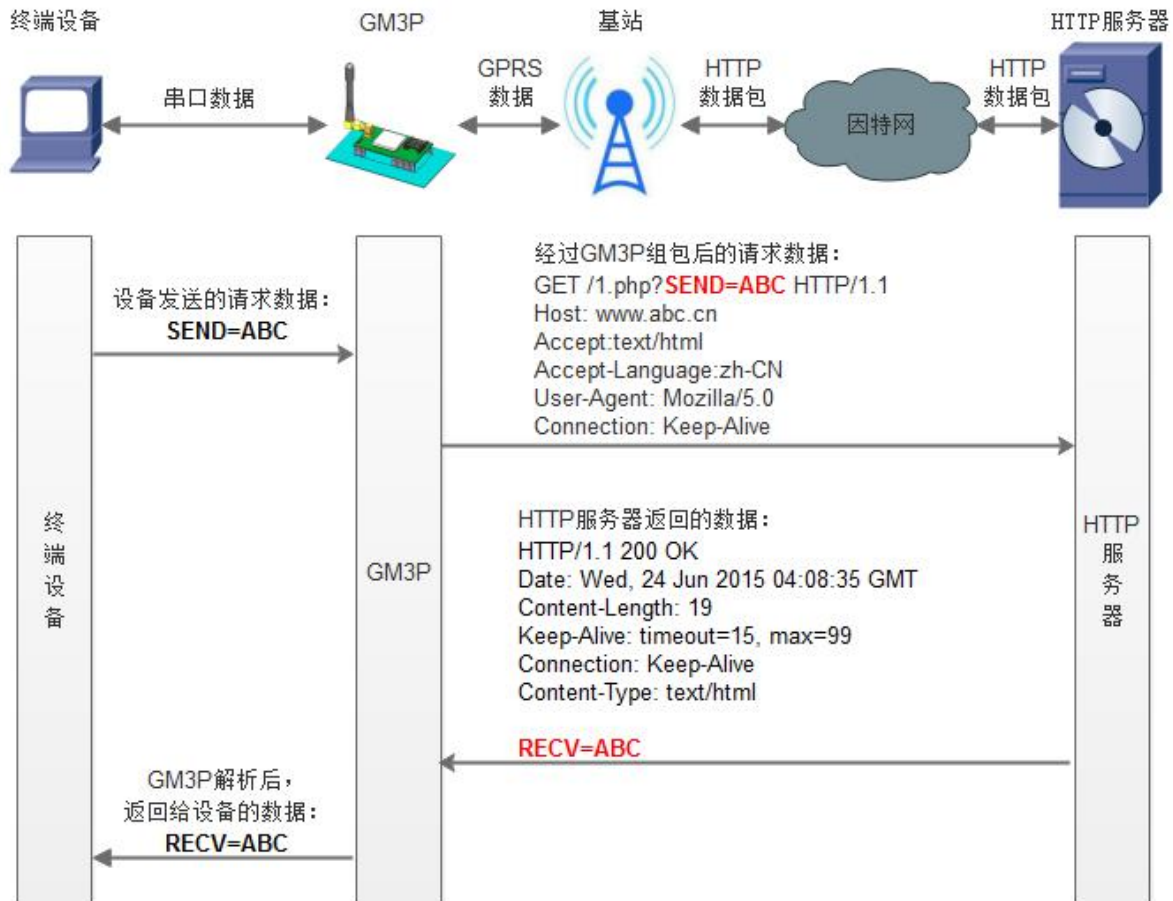 终端设备
GM3P
基站
HTTP服务器
串口数据
GPRS
数据
HTTP
数据包
因特网
HTTP
数据包
设备发送的请求数据：
SEND=ABC
经过GM3P组包后的请求数据：
GET /1.php?SEND=ABC HTTP/1.1
Host: www.abc.cn
Accept:text/html
Accept-Language:zh-CN
User-Agent: Mozilla/5.0
Connection: Keep-Alive
终
端
设
备
GM3P
HTTP
服
务
器
HTTP服务器返回的数据：
HTTP/1.1 200 OK
Date: Wed, 24 Jun 2015 04:08:35 GMT
Content-Length: 19
Keep-Alive: timeout=15, max=99
Connection: Keep-Alive
Content-Type: text/html
RECV=ABC
GM3P解析后，
返回给设备的数据：
RECV=ABC